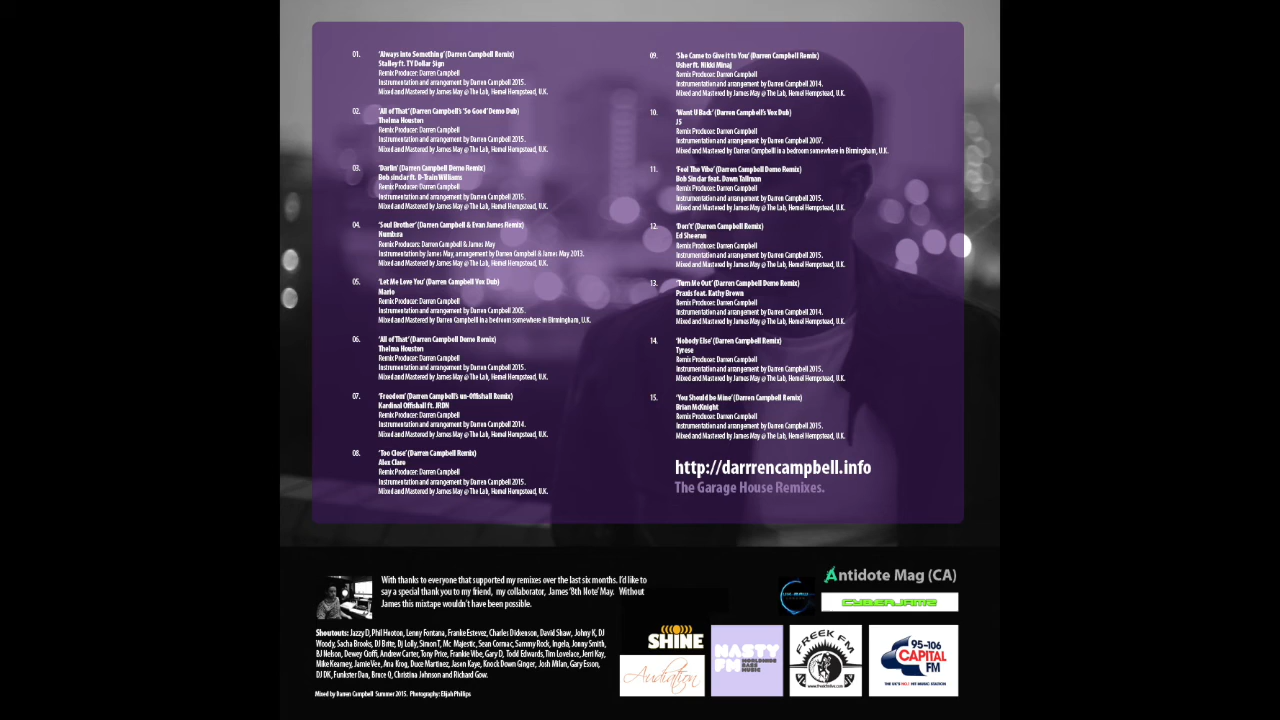 01. ‘Always Into Something’ (Darren Campbell Remix)
Stalley ft. TY Dollar Sign
Remix Producer: Darren Campbell
Instrumentation and arrangement by Darren Campbell 2015.
Mixed and Mastered by James May @ The Lab, Hemel Hempstead, U.K.
02. ‘All of That’ (Darren Campbell’s ‘So Good’ Demo Dub)
Thelma Houston
Remix Producer: Darren Campbell
Instrumentation and arrangement by Darren Campbell 2015.
Mixed and Mastered by James May @ The Lab, Hemel Hempstead, U.K.
03. ‘Darlin’ (Darren Campbell Demo Remix)
Bob sindar ft. D-Train Williams
Remix Producer: Darren Campbell
Instrumentation and arrangement by Darren Campbell 2015.
Mixed and Mastered by James May @ The Lab, Hemel Hempstead, U.K.
04. ‘Soul Brother’ (Darren Campbell & Evan James Remix)
Numbra
Remix Producers: Darren Campbell & James May
Instrumentation by James May, arrangement by Darren Campbell & James May 2013.
Mixed and Mastered by James May @ The Lab, Hemel Hempstead, U.K.
05. ‘Let Me Love You’ (Darren Campbell Vox Dub)
Mario
Remix Producer: Darren Campbell
Instrumentation and arrangement by Darren Campbell 2005.
Mixed and Mastered by Darren Campbelll in a bedroom somewhere in Birmingham, U.K.
06. ‘All of That’ (Darren Campbell Demo Remix)
Thelma Houston
Remix Producer: Darren Campbell
Instrumentation and arrangement by Darren Campbell 2015.
Mixed and Mastered by James May @ The Lab, Hemel Hempstead, U.K.
07. ‘Freedom’ (Darren Campbell’s un-Offishall Remix)
Kardinal Offishall ft. JRDN
Remix Producer: Darren Campbell
Instrumentation and arrangement by Darren Campbell 2014.
Mixed and Mastered by James May @ The Lab, Hemel Hempstead, U.K.
08. ‘Too Close’ (Darren Campbell Remix)
Alex Clare
Remix Producer: Darren Campbell
Instrumentation and arrangement by Darren Campbell 2015.
Mixed and Mastered by James May @ The Lab, Hemel Hempstead, U.K.
09. ‘She Came to Give it to You’ (Darren Campbell Remix)
Usher ft. Nikki Minaj
Remix Producer: Darren Campbell
Instrumentation and arrangement by Darren Campbell 2014.
Mixed and Mastered by James May @ The Lab, Hemel Hempstead, U.K.
10. ‘Want U Back’ (Darren Campbell’s Vox Dub)
J5
Remix Producer: Darren Campbell
Instrumentation and arrangement by Darren Campbell 2007.
Mixed and Mastered by Darren Campbelll in a bedroom somewhere in Birmingham, U.K.
11. ‘Feel The Vibe’ (Darren Campbell Demo Remix)
Bob Sinclar feat. Dawn Tallman
Remix Producer: Darren Campbell
Instrumentation and arrangement by Darren Campbell 2015.
Mixed and Mastered by James May @ The Lab, Hemel Hempstead, U.K.
12. ‘Don’t’ (Darren Campbell Remix)
Ed Sheeran
Remix Producer: Darren Campbell
Instrumentation and arrangement by Darren Campbell 2015.
Mixed and Mastered by James May @ The Lab, Hemel Hempstead, U.K.
13. ‘Turn Me Out’ (Darren Campbell Demo Remix)
Praxis feat. Kathy Brown
Remix Producer: Darren Campbell
Instrumentation and arrangement by Darren Campbell 2014.
Mixed and Mastered by James May @ The Lab, Hemel Hempstead, U.K.
14. ‘Nobody Else’ (Darren Campbell Remix)
Tyrese
Remix Producer: Darren Campbell
Instrumentation and arrangement by Darren Campbell 2015.
Mixed and Mastered by James May @ The Lab, Hemel Hempstead, U.K.
15. ‘You Should be Mine’ (Darren Campbell Remix)
Brian McKnight
Remix Producer: Darren Campbell
Instrumentation and arrangement by Darren Campbell 2015.
Mixed and Mastered by James May @ The Lab, Hemel Hempstead, U.K.
http://darrrencampbell.info
The Garage House Remixes.
With thanks to everyone that supported my remixes over the last six months. I’d like to
say a special thank you to my friend, my collaborator, James ‘8th Note’ May. Without
James this mixtape wouldn’t have been possible.
Shoutouts: Jazzy D, Phil Hooton, Lenny Fontana, Franke Estevez, Charles Dickenson, David Shaw, Johny K, DJ
Woody, Sacha Brooks, DJ Brite, Dj Lolly, Simon T, Mc Majestic, Sean Cormac, Sammy Rock, Ingela, Jonny Smith,
BJ Nelson, Dewey Cioffi, Andrew Carter, Tony Price, Frankie Vibe, Gary D, Todd Edwards, Tim Lovelace, Jerri Kay,
Mike Kearney, Jamie Vee, Ana Krog, Duce Martinez, Jason Kaye, Knock Down Ginger, Josh Milan, Gary Esson,
DJ DK, Funkster Dan, Bruce Q, Christina Johnson and Richard Gow.
Mixed by Darren Campbell Summer 2015. Photography: Elijah Phillips
Antidote Mag (CA)
CYBERJAMZ
SHINE
Audiation
NASTY
FM WORLDWIDE
BASS
MUSIC
FREEK FM
95-106
CAPITAL
FM
THE UK'S NO.1 HIT MUSIC STATION